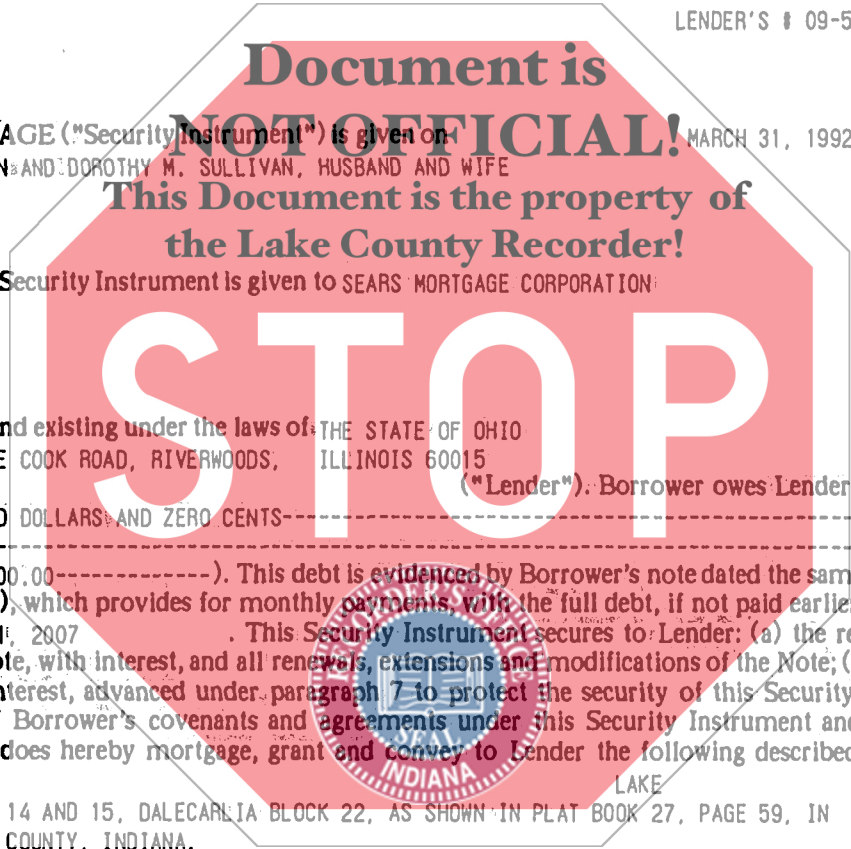 LENDER'S # 09-5
Document is
NOT OFFICIAL!
AGE ("Security Instrument") is given on MARCH 31, 1992
N AND DOROTHY M. SULLIVAN, HUSBAND AND WIFE
This Document is the property of
the Lake County Recorder!
Security Instrument is given to SEARS MORTGAGE CORPORATION
STOP
nd existing under the laws of THE STATE OF OHIO
E COOK ROAD, RIVERWOODS, ILLINOIS 60015
("Lender"). Borrower owes Lender
D DOLLARS AND ZERO CENTS--------------------
00.00-------------). This debt is evidenced by Borrower's note dated the sam
), which provides for monthly payments, with the full debt, if not paid earlie
, 2007 . This Security Instrument secures to Lender: (a) the re
te, with interest, and all renewals, extensions and modifications of the Note; (
nterest, advanced under paragraph 7 to protect the security of this Security
Borrower's covenants and agreements under this Security Instrument and
does hereby mortgage, grant and convey to Lender the following described
LAKE
14 AND 15, DALECARLIA BLOCK 22, AS SHOWN IN PLAT BOOK 27, PAGE 59, IN
COUNTY, INDIANA.
RECORDER'S OFFICE
SEAL
INDIANA